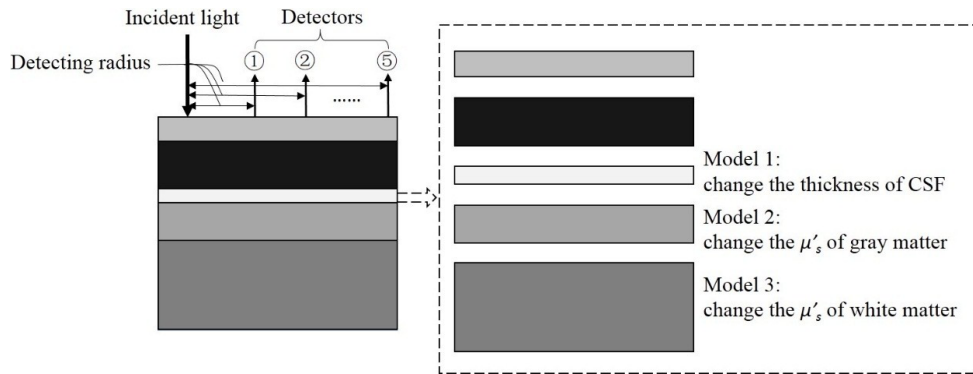 Incident light
Detectors
Detecting radius
① ② ⑤
......
Model 1:
change the thickness of CSF
Model 2:
change the μ′s of gray matter
Model 3:
change the μ′s of white matter